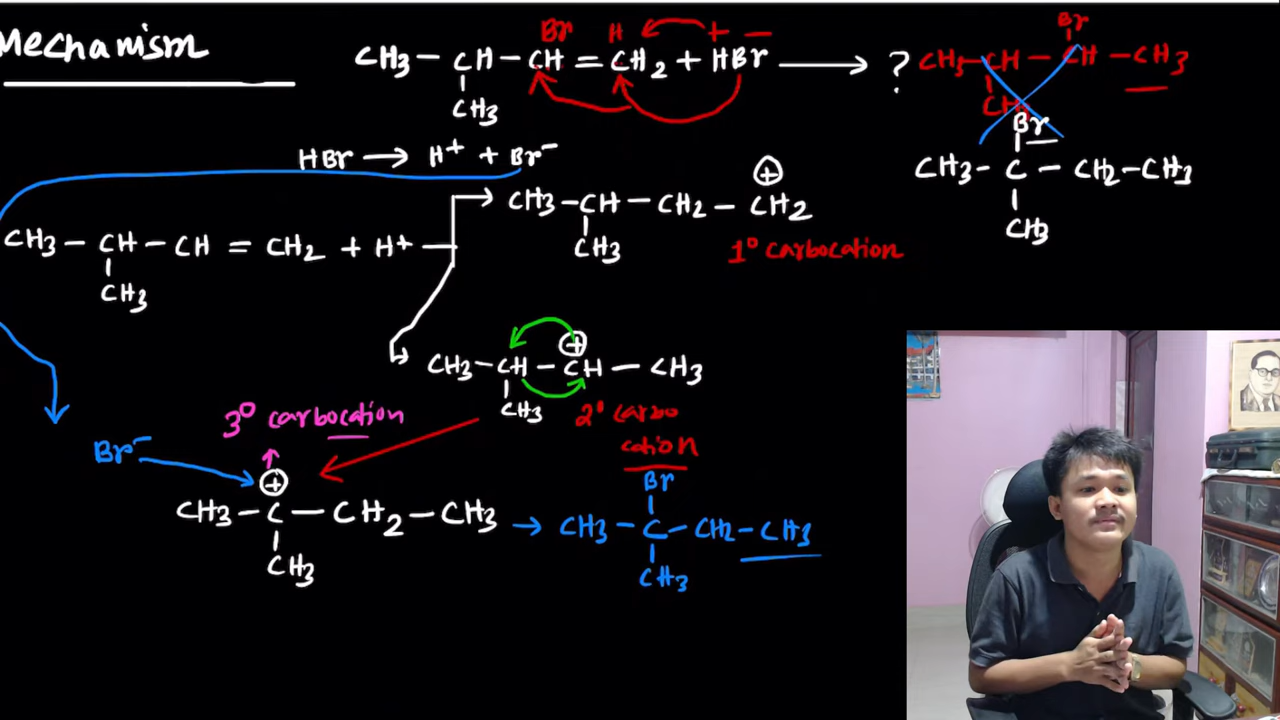 Mechanism
Br H + −
CH3 − CH − CH = CH2 + HBr ⟶ ?
CH3
Br
CH3 − CH − CH − CH3
CH3
HBr → H+ + Br−
Br
CH3 − C − CH2 − CH3
CH3
CH3 − CH − CH = CH2 + H+
CH3
⊕
CH3 − CH − CH2 − CH2
CH3
1° carbocation
⊕
CH3 − CH − CH − CH3
CH3
2° carbo
cation
3° carbocation
Br−
⊕
CH3 − C − CH2 − CH3
CH3
→
Br
CH3 − C − CH2 − CH3
CH3